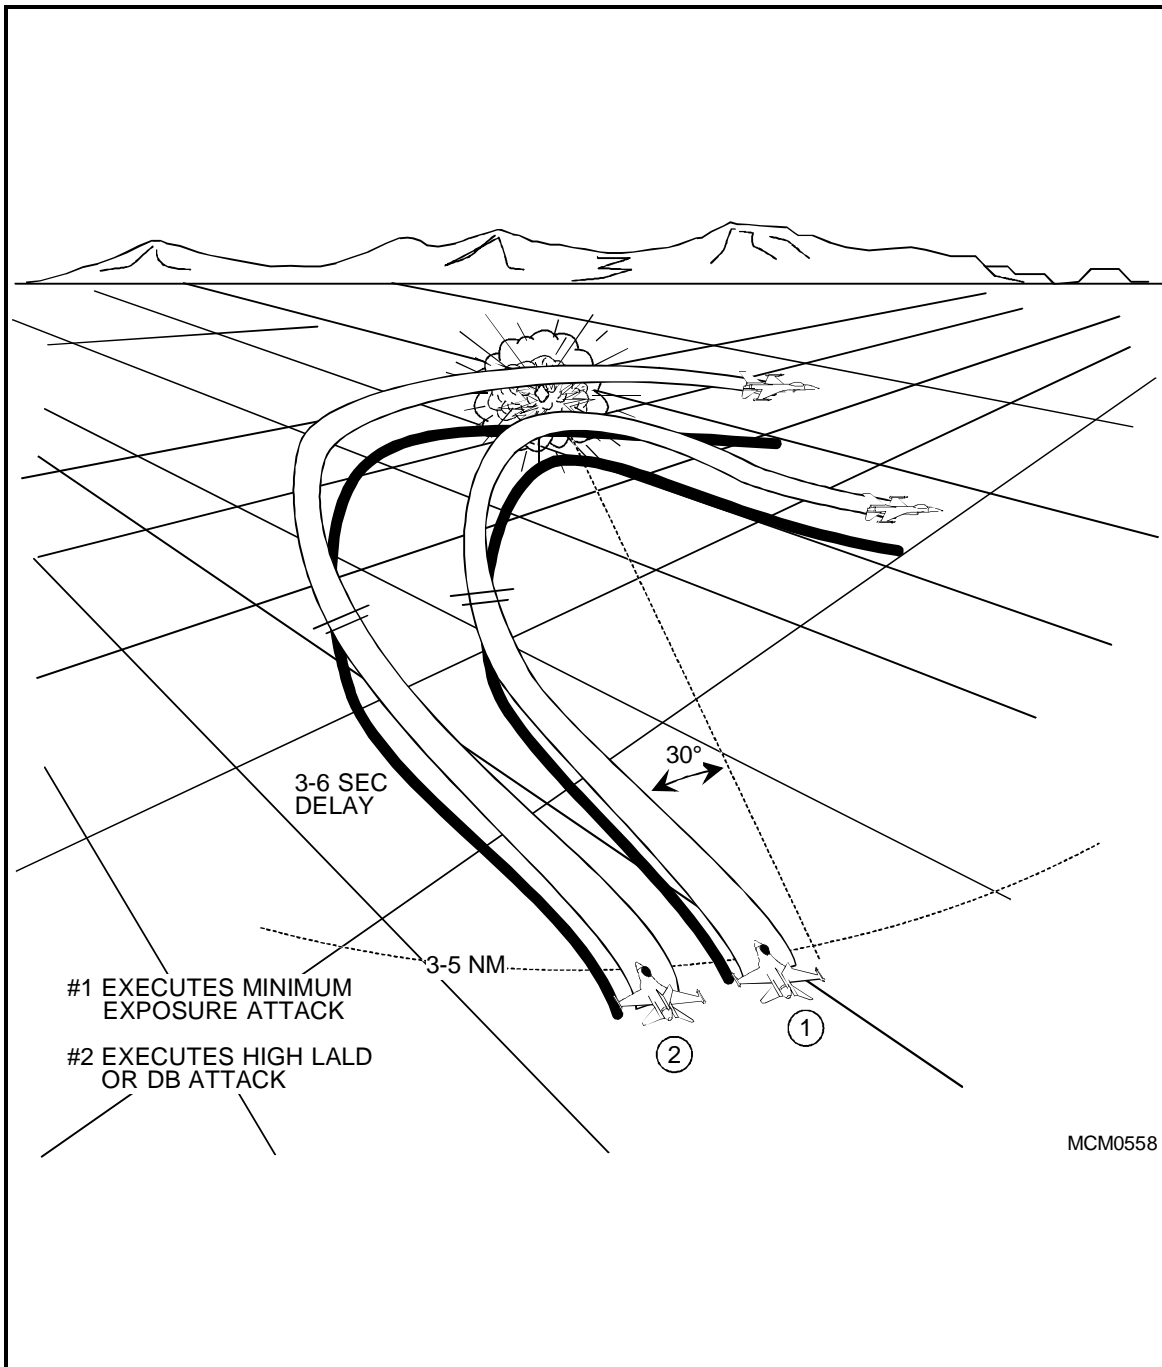 30°
3-6 SEC
DELAY
3-5 NM
#1 EXECUTES MINIMUM
EXPOSURE ATTACK
1
#2 EXECUTES HIGH LALD
OR DB ATTACK
2
MCM0558